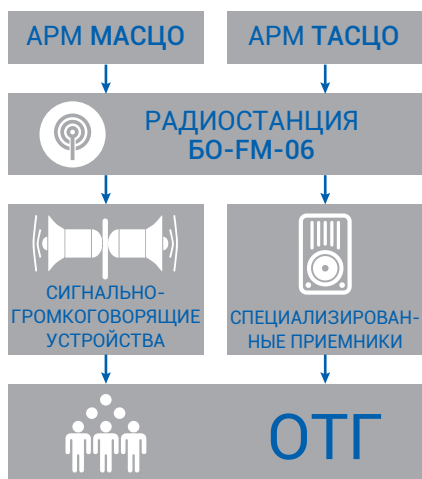 АРМ МАСЦО
АРМ ТАСЦО
РАДИОСТАНЦИЯ
БО-FM-06
СИГНАЛЬНО-
ГРОМКОГОВОРЯЩИЕ
УСТРОЙСТВА
СПЕЦИАЛИЗИРОВАН-
НЫЕ ПРИЕМНИКИ
ОТГ